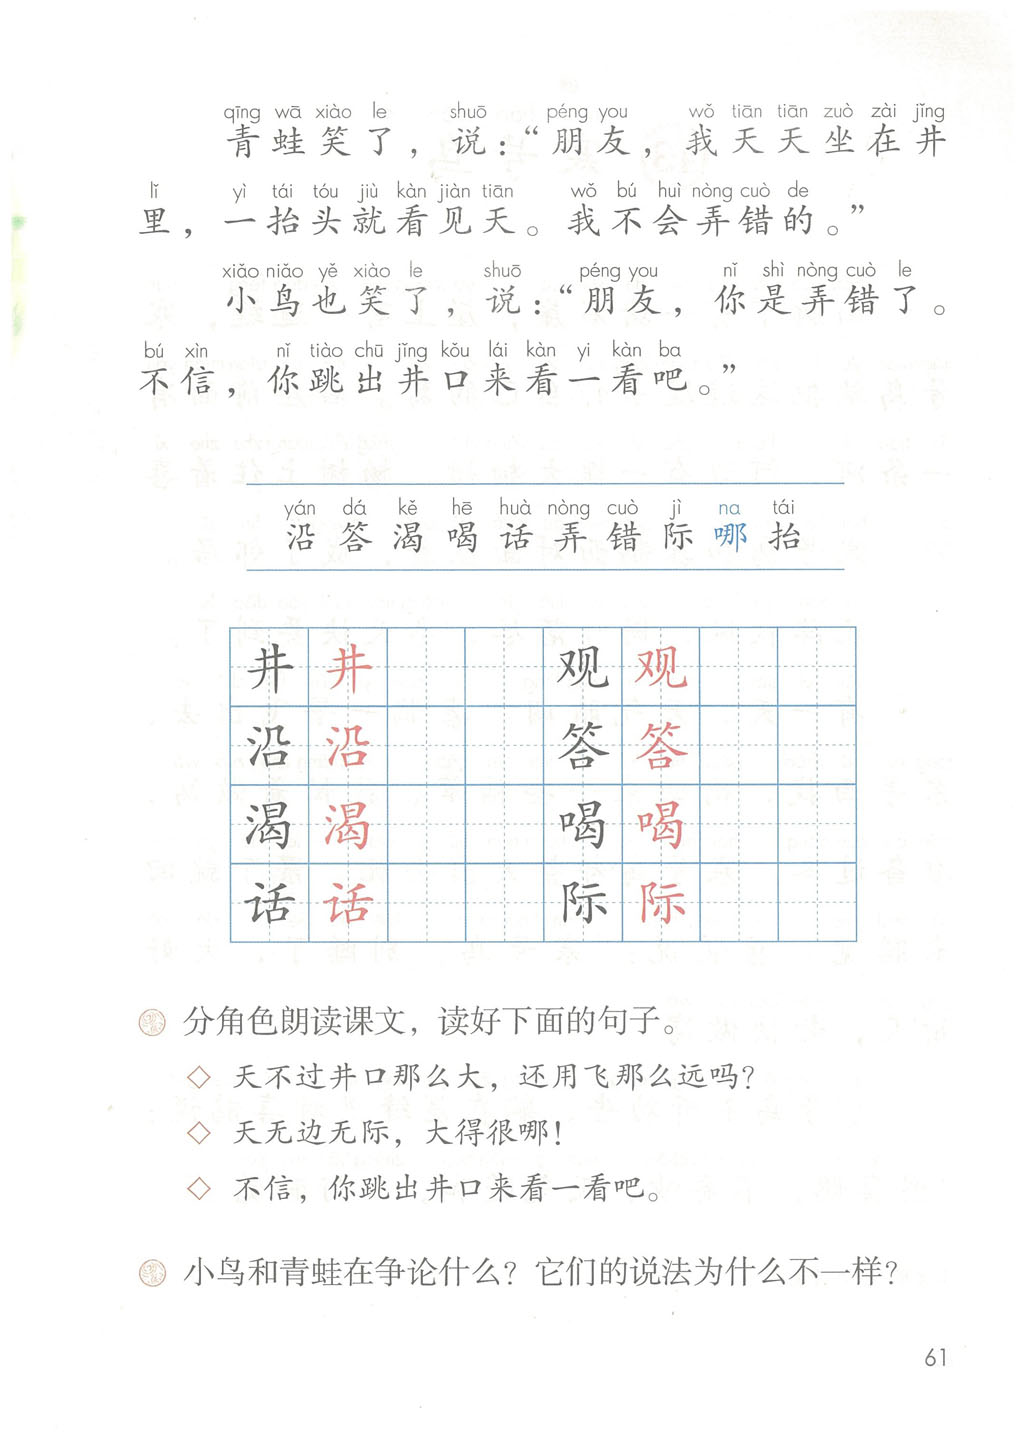 qīng wā xiào le shuō péng you wǒ tiān tiān zuò zài jǐng
青蛙笑了，说：“朋友，我天天坐在井
lǐ yì tái tóu jiù kàn jiàn tiān wǒ bú huì nòng cuò de
里，一抬头就看见天。我不会弄错的。”
xiǎo niǎo yě xiào le shuō péng you nǐ shì nòng cuò le
小鸟也笑了，说：“朋友，你是弄错了。
bú xìn nǐ tiào chū jǐng kǒu lái kàn yi kàn ba
不信，你跳出井口来看一看吧。”
yán dá kě hē huà nòng cuò jì na tái
沿答渴喝话弄错际哪抬
井井 观观
沿沿 答答
渴渴 喝喝
话话 际际
分角色朗读课文，读好下面的句子。
◇ 天不过井口那么大，还用飞那么远吗？
◇ 天无边无际，大得很哪！
◇ 不信，你跳出井口来看一看吧。
小鸟和青蛙在争论什么？它们的说法为什么不一样？
61